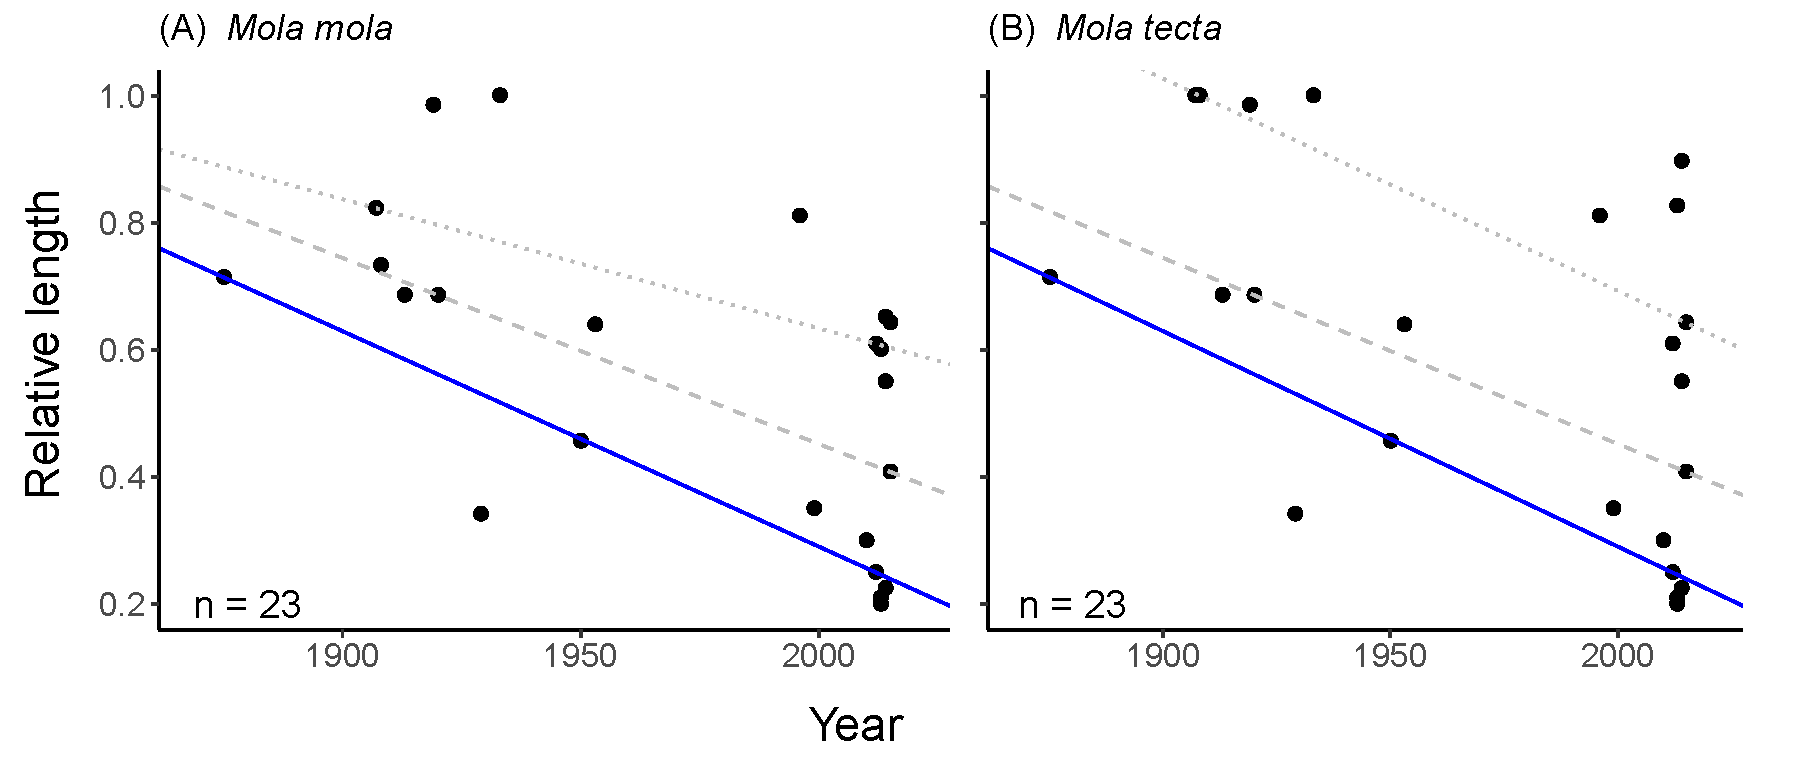 (A) Mola mola
(B) Mola tecta
Relative length
1.0
0.8
0.6
0.4
0.2
n = 23
n = 23
1900 1950 2000
1900 1950 2000
Year